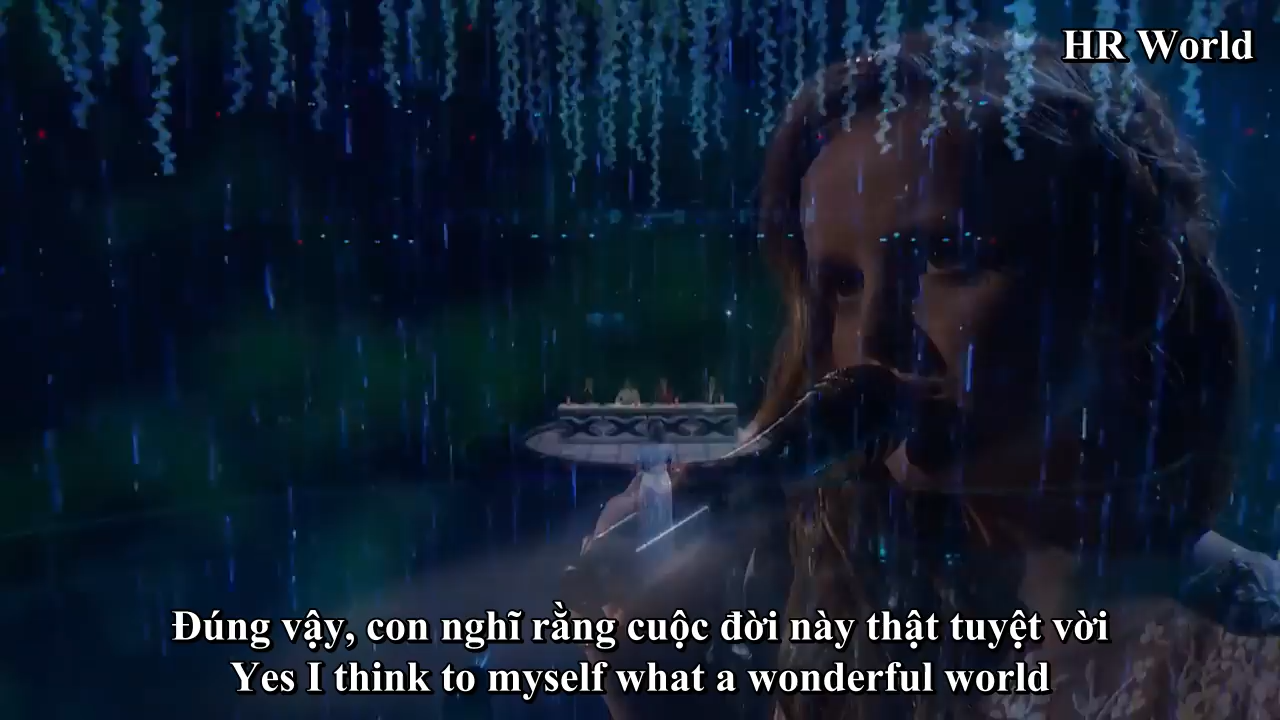 HR World
Đúng vậy, con nghĩ rằng cuộc đời này thật tuyệt vời
Yes I think to myself what a wonderful world